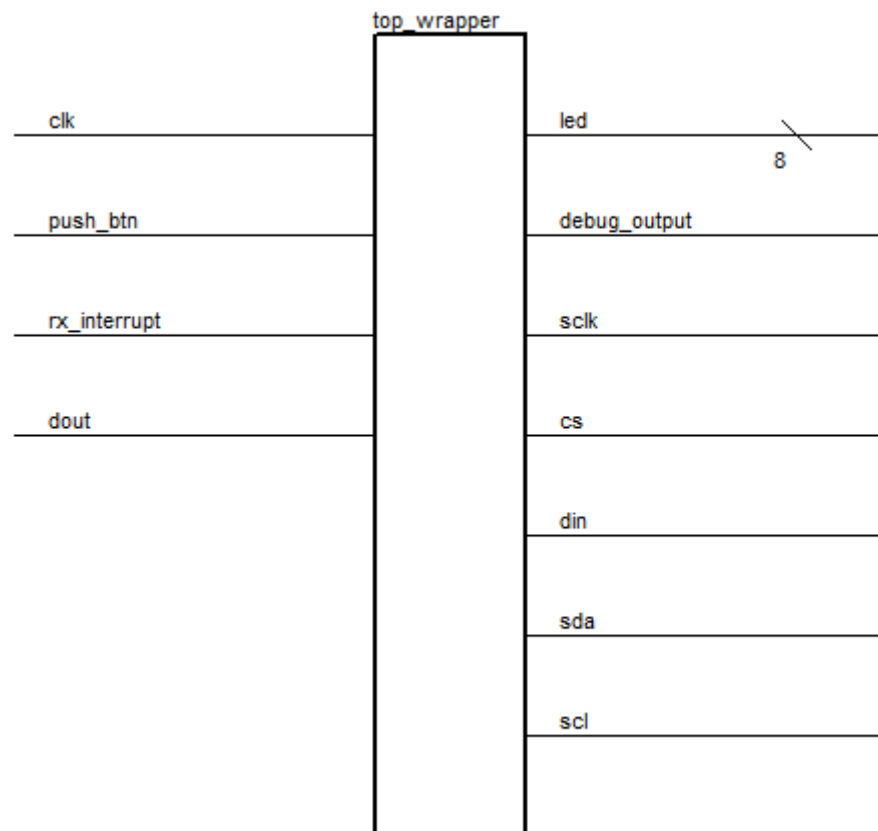 top_wrapper
clk
led
8
push_btn
debug_output
rx_interrupt
sclk
dout
cs
din
sda
scl